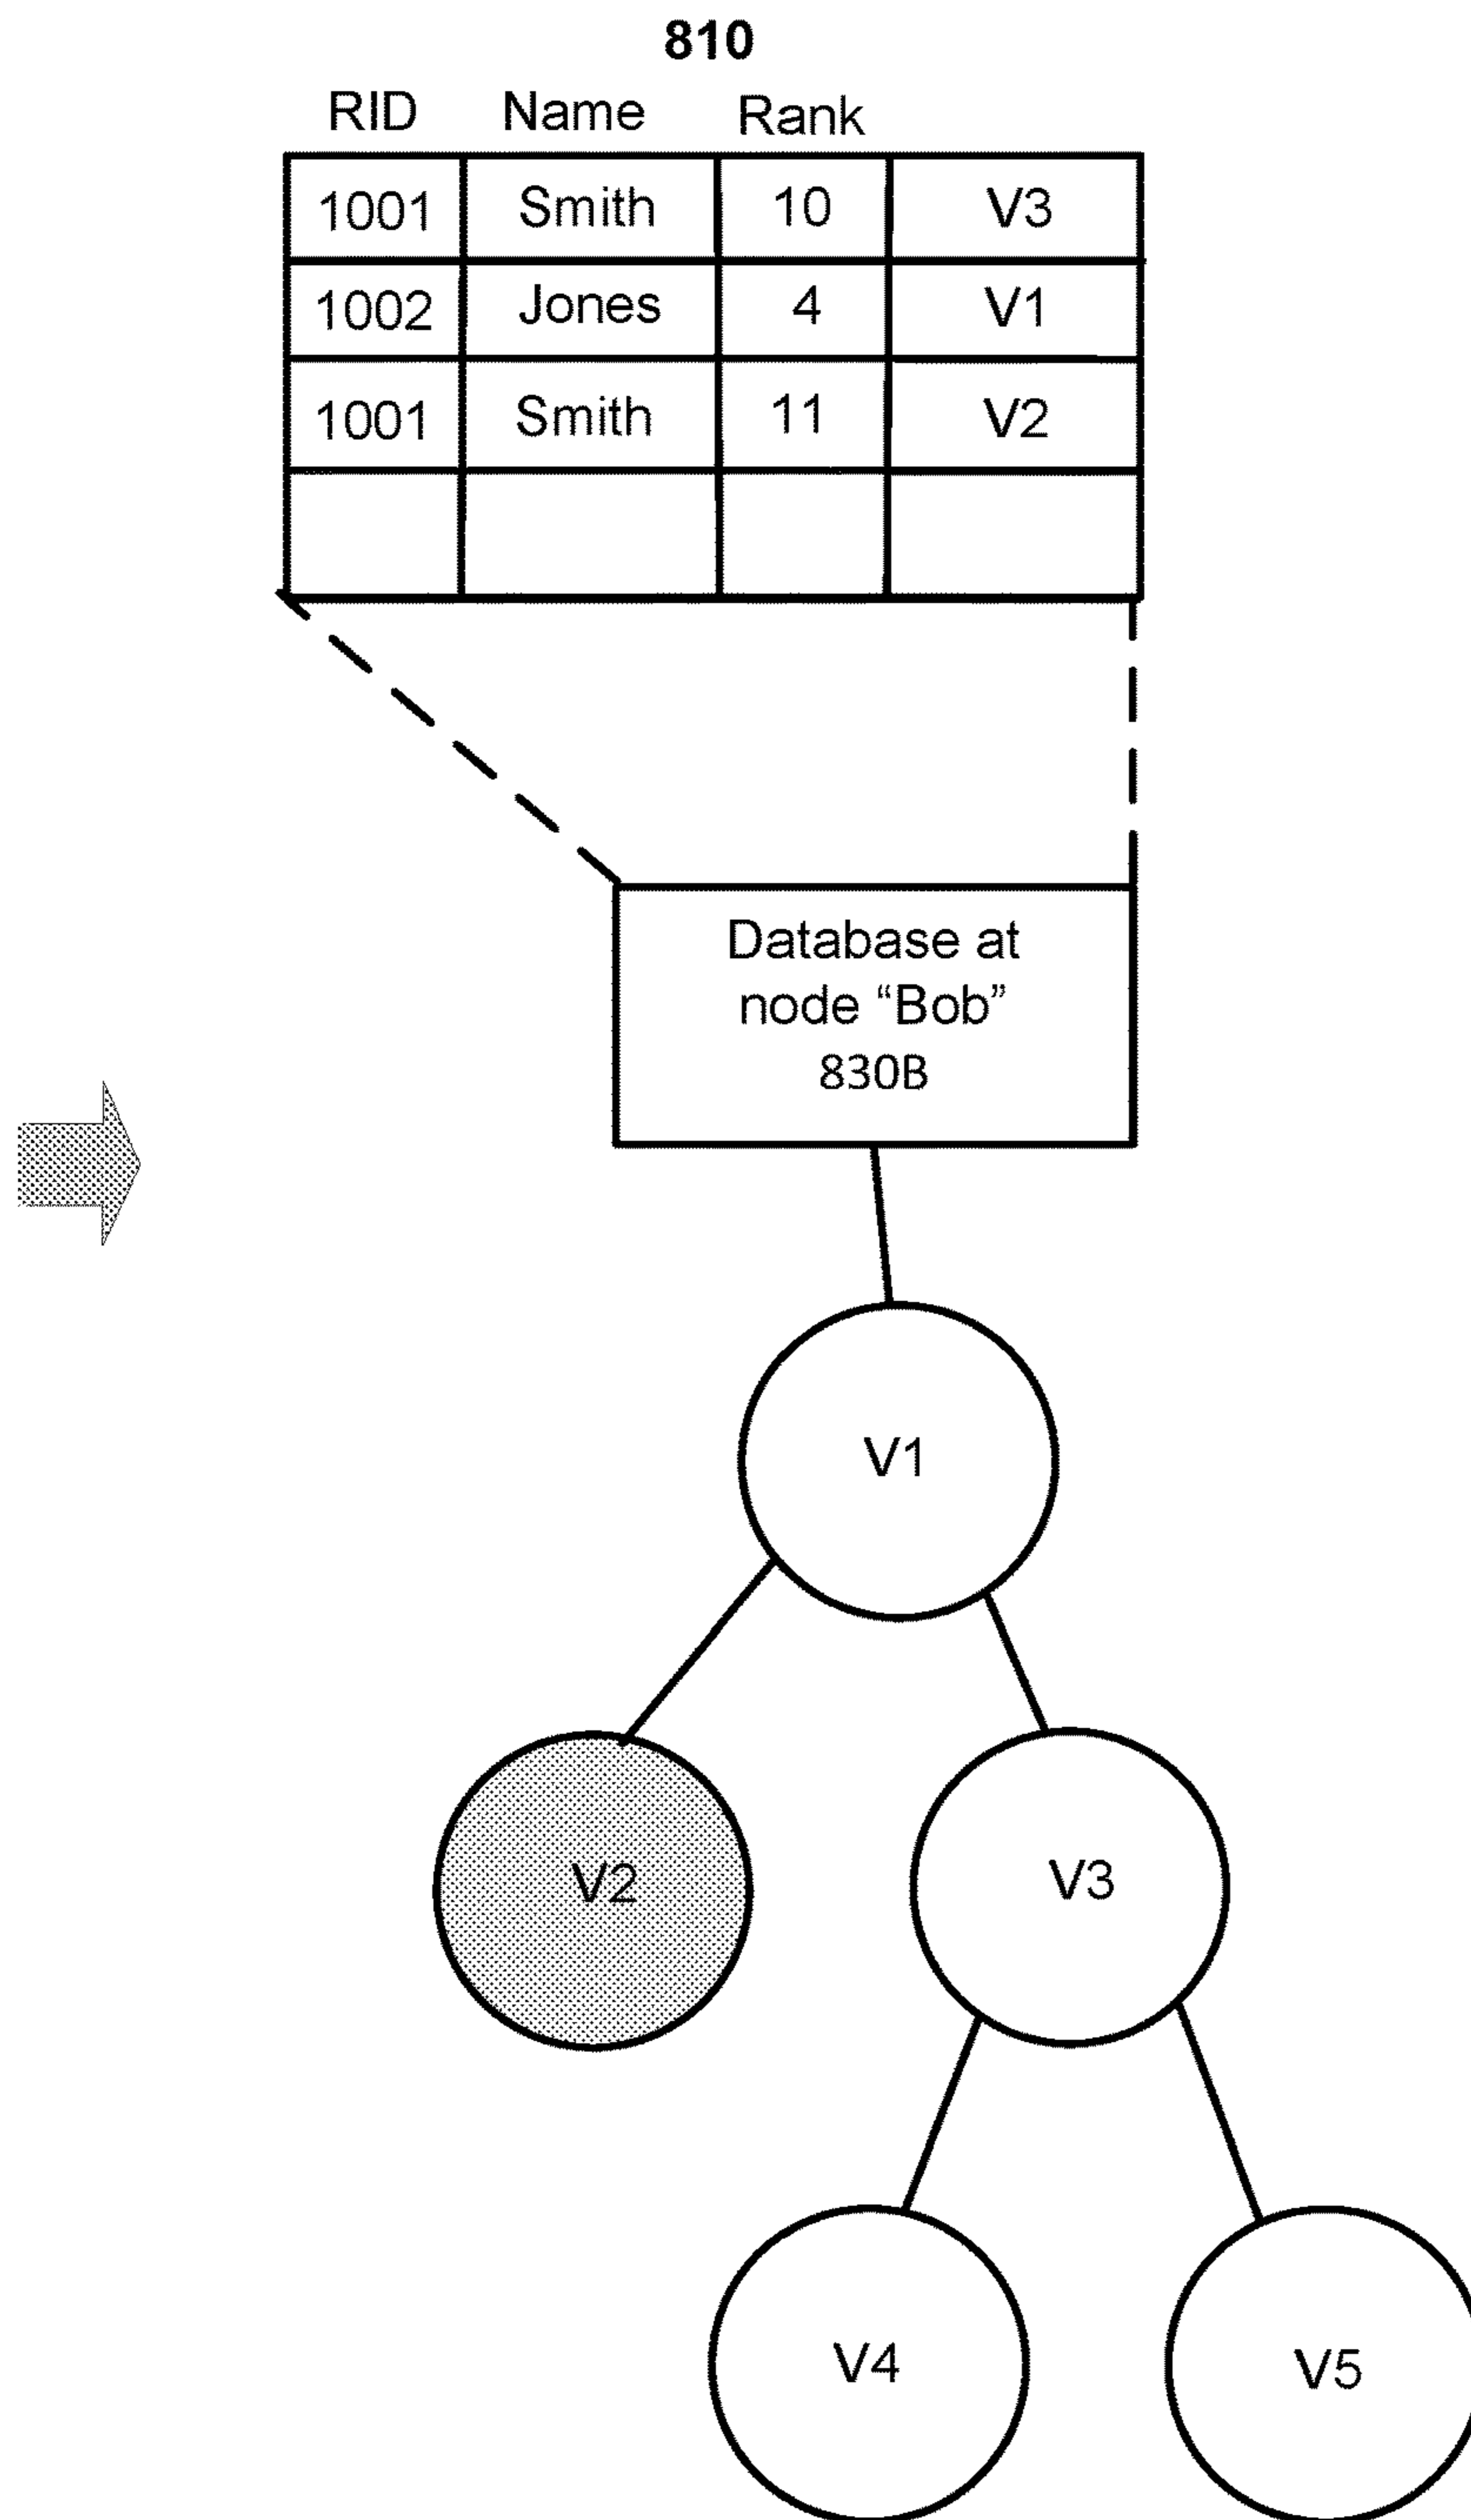 810
RID Name Rank
1001 Smith 10 V3
1002 Jones 4 V1
1001 Smith 11 V2
Database at
node “Bob”
830B
V1
V2 V3
V4 V5